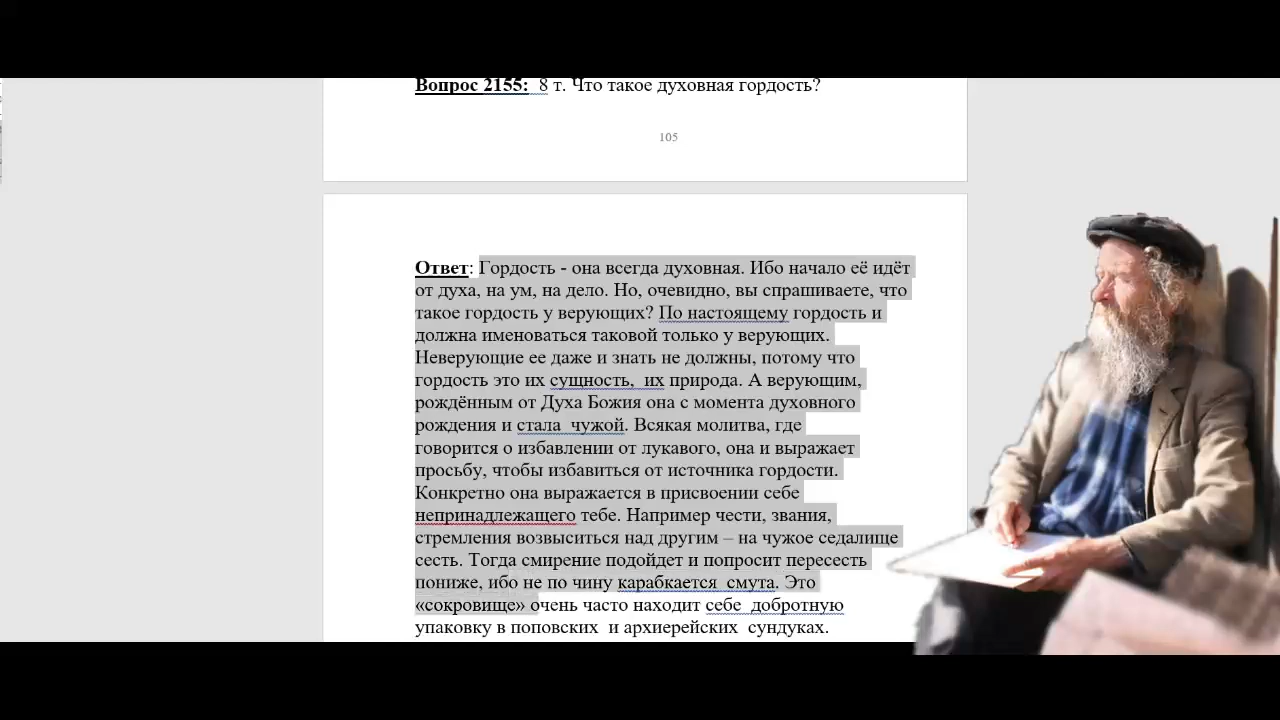 Вопрос 2155:  8 т. Что такое духовная гордость?
105
Ответ: Гордость - она всегда духовная. Ибо начало её идёт
от духа, на ум, на дело. Но, очевидно, вы спрашиваете, что
такое гордость у верующих? По настоящему гордость и
должна именоваться таковой только у верующих.
Неверующие ее даже и знать не должны, потому что
гордость это их сущность,  их природа. А верующим,
рождённым от Духа Божия она с момента духовного
рождения и стала  чужой. Всякая молитва, где
говорится о избавлении от лукавого, она и выражает
просьбу, чтобы избавиться от источника гордости.
Конкретно она выражается в присвоении себе
непринадлежащего тебе. Например чести, звания,
стремления возвыситься над другим – на чужое седалище
сесть. Тогда смирение подойдет и попросит пересесть
пониже, ибо не по чину карабкается  смута. Это
«сокровище» очень часто находит себе  добротную
упаковку в поповских  и архиерейских  сундуках.